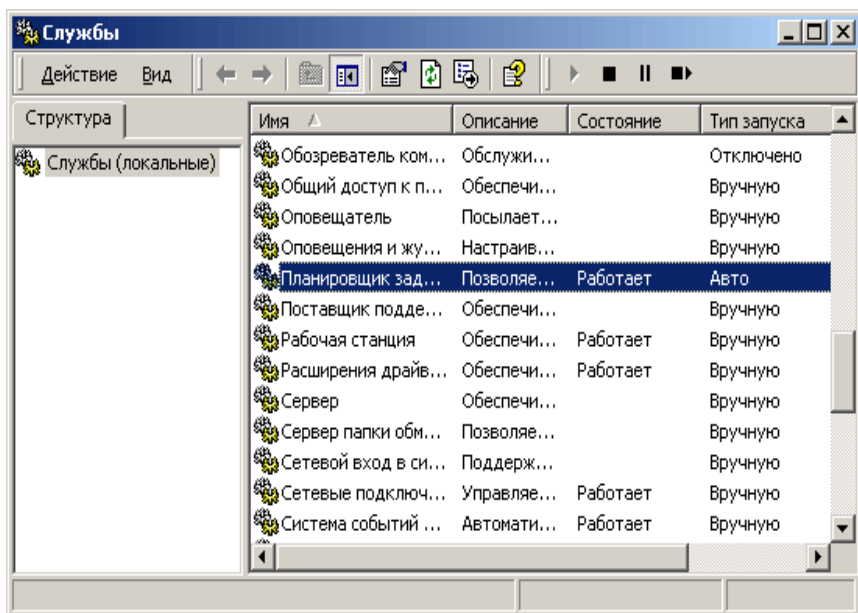 Службы
Действие Вид
Структура
Службы (локальные)
Имя Описание Состояние Тип запуска
Обозреватель ком... Обслужи... Отключено
Общий доступ к п... Обеспечи... Вручную
Оповещатель Посылает... Вручную
Оповещения и жу... Настраив... Вручную
Планировщик зад... Позволяе... Работает Авто
Поставщик подде... Обеспечи... Вручную
Рабочая станция Обеспечи... Работает Вручную
Расширения драйв... Обеспечи... Работает Вручную
Сервер Обеспечи... Вручную
Сервер папки обм... Позволяе... Вручную
Сетевой вход в си... Поддерж... Вручную
Сетевые подключ... Управляе... Работает Вручную
Система событий ... Автомати... Работает Вручную